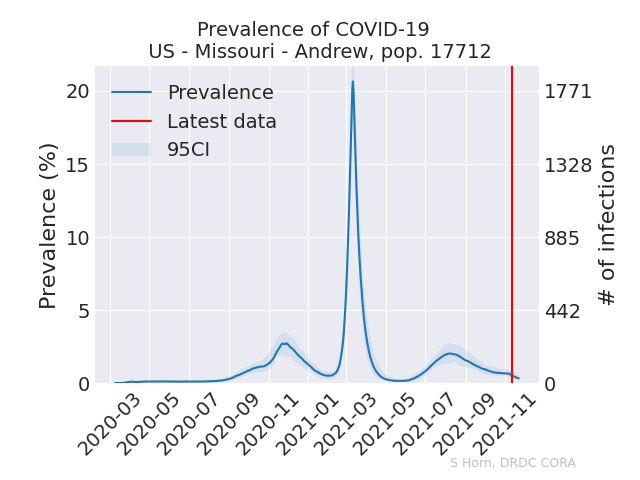 Prevalence of COVID-19
US - Missouri - Andrew, pop. 17712
Prevalence
Latest data
95CI
Prevalence (%)
20
15
10
5
0
1771
1328
885
442
0
# of infections
2020-03
2020-05
2020-07
2020-09
2020-11
2021-01
2021-03
2021-05
2021-07
2021-09
2021-11
S Horn, DRDC CORA